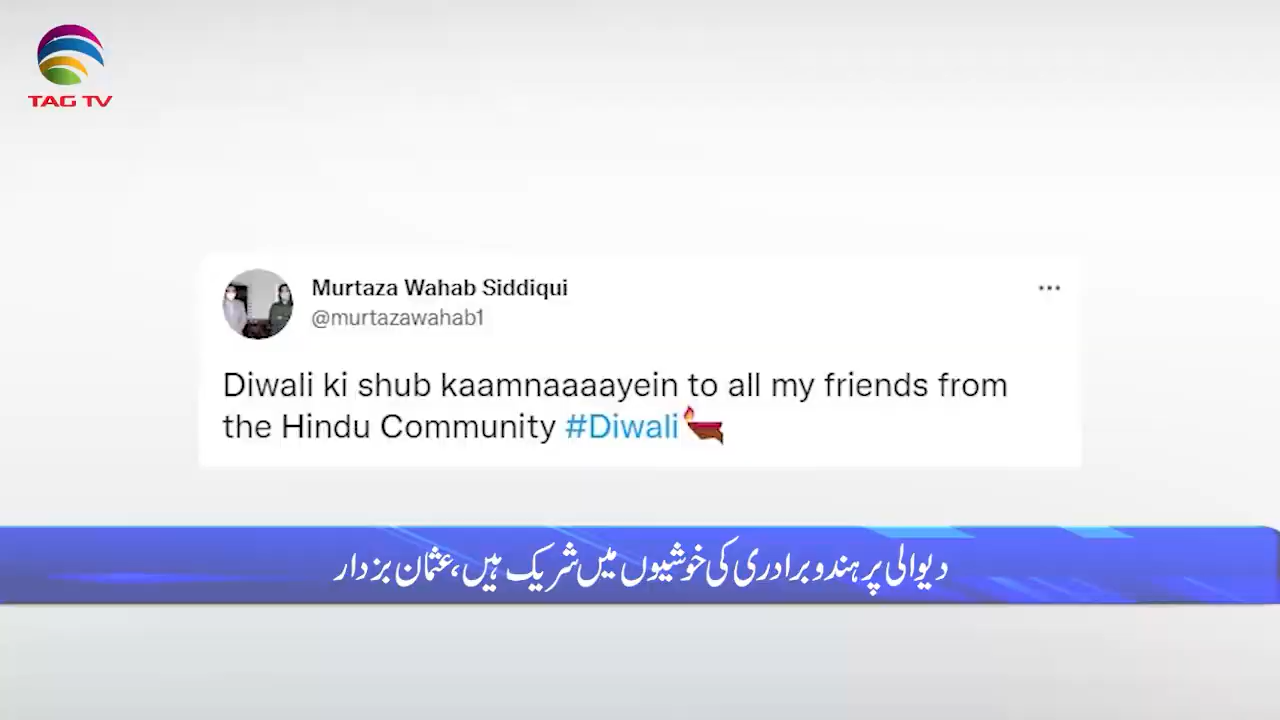 TAG TV
Murtaza Wahab Siddiqui
@murtazawahab1
Diwali ki shub kaamnaaaayein to all my friends from
the Hindu Community #Diwali
دیوالی پر ہندو برادری کی خوشیوں میں شریک ہیں، عثمان بزدار